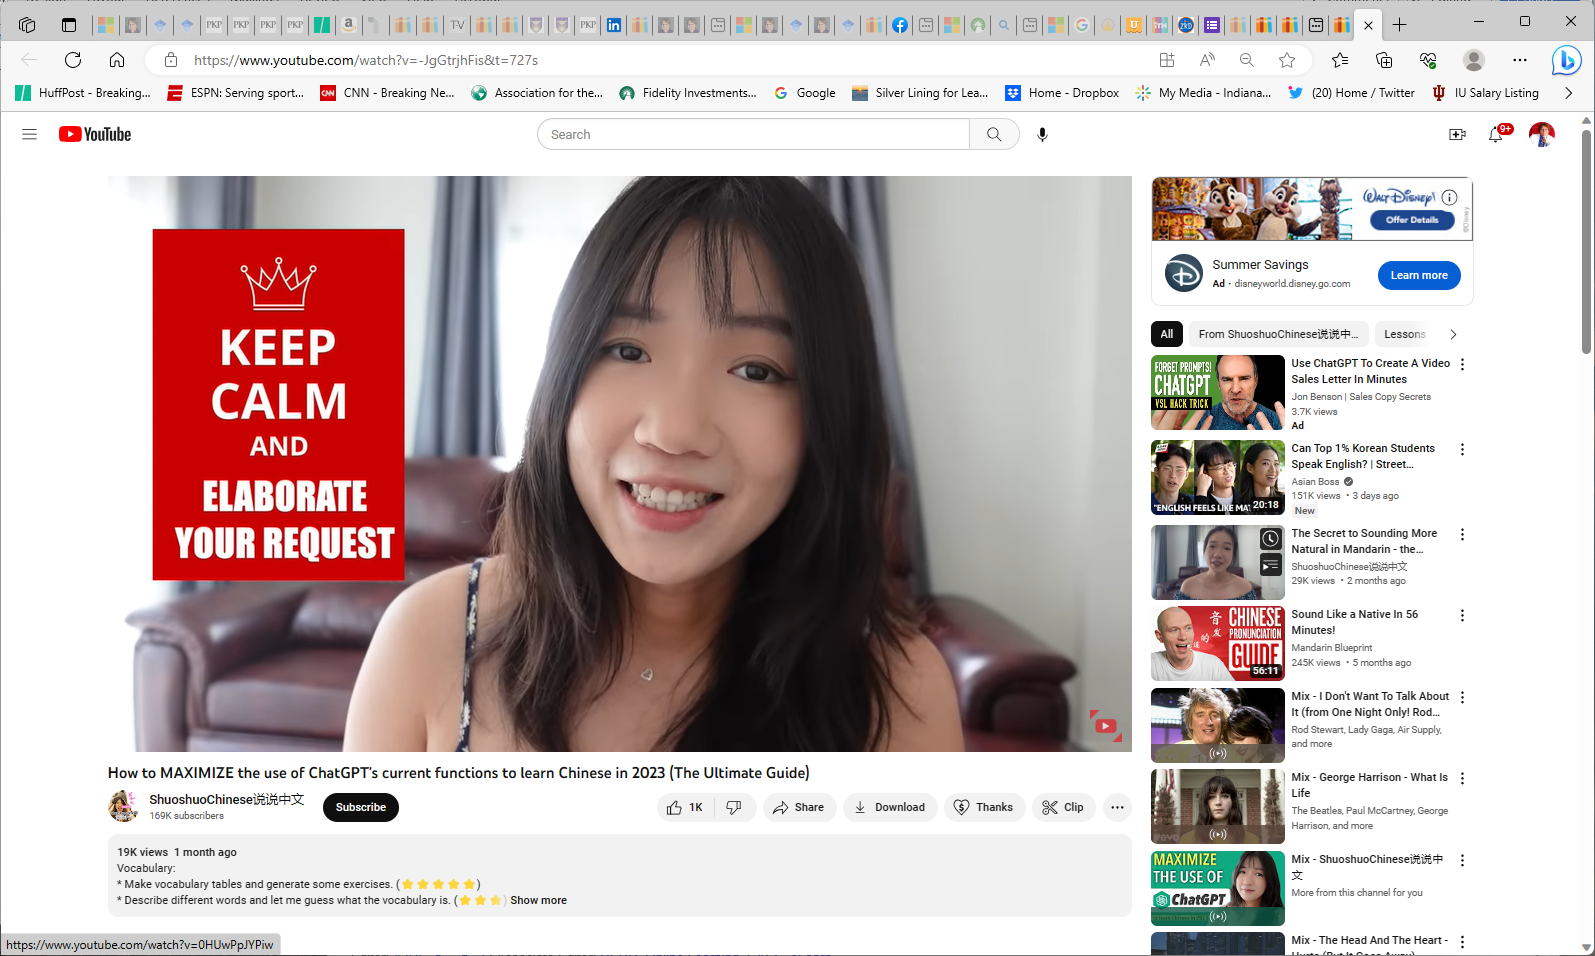 PKP
PKP
PKP
PKP
TV
PKP
https://www.youtube.com/watch?v=-JgGtrjhFis&t=727s
HuffPost - Breaking...
ESPN: Serving sport...
CNN - Breaking Ne...
Association for the...
Fidelity Investments...
Google
Silver Lining for Lea...
Home - Dropbox
My Media - Indiana...
(20) Home / Twitter
IU Salary Listing
YouTube
Search
9+
KEEP
CALM
AND
ELABORATE
YOUR REQUEST
How to MAXIMIZE the use of ChatGPT's current functions to learn Chinese in 2023 (The Ultimate Guide)
ShuoshuoChinese说说中文
169K subscribers
Subscribe
1K
Share
Download
Thanks
Clip
19K views 1 month ago
Vocabulary:
* Make vocabulary tables and generate some exercises. (⭐⭐⭐⭐⭐)
* Describe different words and let me guess what the vocabulary is. (⭐⭐⭐) Show more
WALT DISNEY
Offer Details
©Disney
Summer Savings
Ad · disneyworld.disney.go.com
Learn more
All
From ShuoshuoChinese说说中...
Lessons
FORGET PROMPTS!
CHATGPT
VSL HACK TRICK
Use ChatGPT To Create A Video
Sales Letter In Minutes
Jon Benson | Sales Copy Secrets
3.7K views
Ad
"ENGLISH FEELS LIKE MAT
20:18
Can Top 1% Korean Students
Speak English? | Street...
Asian Boss
151K views • 3 days ago
New
The Secret to Sounding More
Natural in Mandarin - the...
ShuoshuoChinese说说中文
29K views • 2 months ago
CHINESE
PRONUNCIATION
GUIDE
56:11
Sound Like a Native In 56
Minutes!
Mandarin Blueprint
245K views • 5 months ago
Mix - I Don't Want To Talk About
It (from One Night Only! Rod...
Rod Stewart, Lady Gaga, Air Supply,
and more
Mix - George Harrison - What Is
Life
The Beatles, Paul McCartney, George
Harrison, and more
MAXIMIZE
THE USE OF
ChatGPT
Mix - ShuoshuoChinese说说中
文
More from this channel for you
Mix - The Head And The Heart -
https://www.youtube.com/watch?v=0HUwPpJYPiw